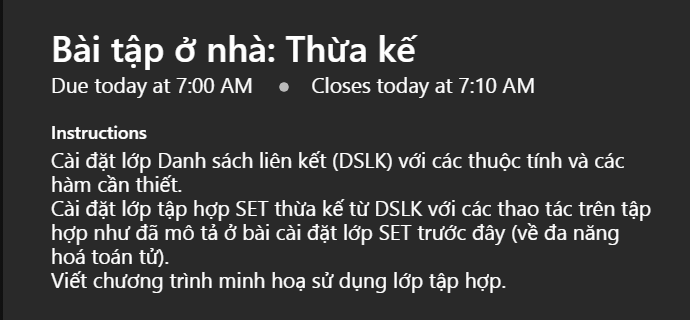 Bài tập ở nhà: Thừa kế
Due today at 7:00 AM ● Closes today at 7:10 AM
Instructions
Cài đặt lớp Danh sách liên kết (DSLK) với các thuộc tính và các
hàm cần thiết.
Cài đặt lớp tập hợp SET thừa kế từ DSLK với các thao tác trên tập
hợp như đã mô tả ở bài cài đặt lớp SET trước đây (về đa năng
hoá toán tử).
Viết chương trình minh hoạ sử dụng lớp tập hợp.